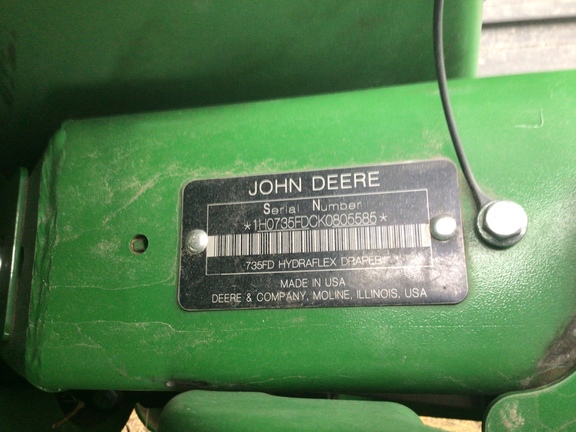 JOHN DEERE
Serial Number
*1H0735FDCK0805585*
735FD HYDRAFLEX DRAPER
MADE IN USA
DEERE & COMPANY, MOLINE, ILLINOIS, USA